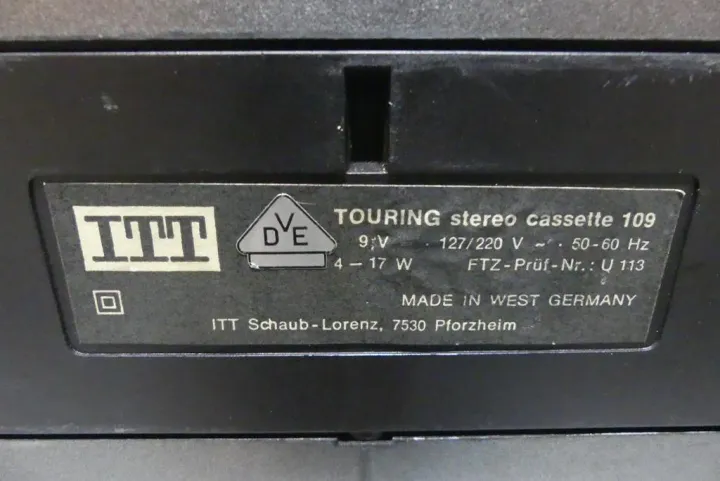 ITT
VDE
TOURING stereo cassette 109
9 V · 127/220 V ~ · 50-60 Hz
4 – 17 W FTZ-Prüf-Nr.: U 113
MADE IN WEST GERMANY
ITT Schaub-Lorenz, 7530 Pforzheim